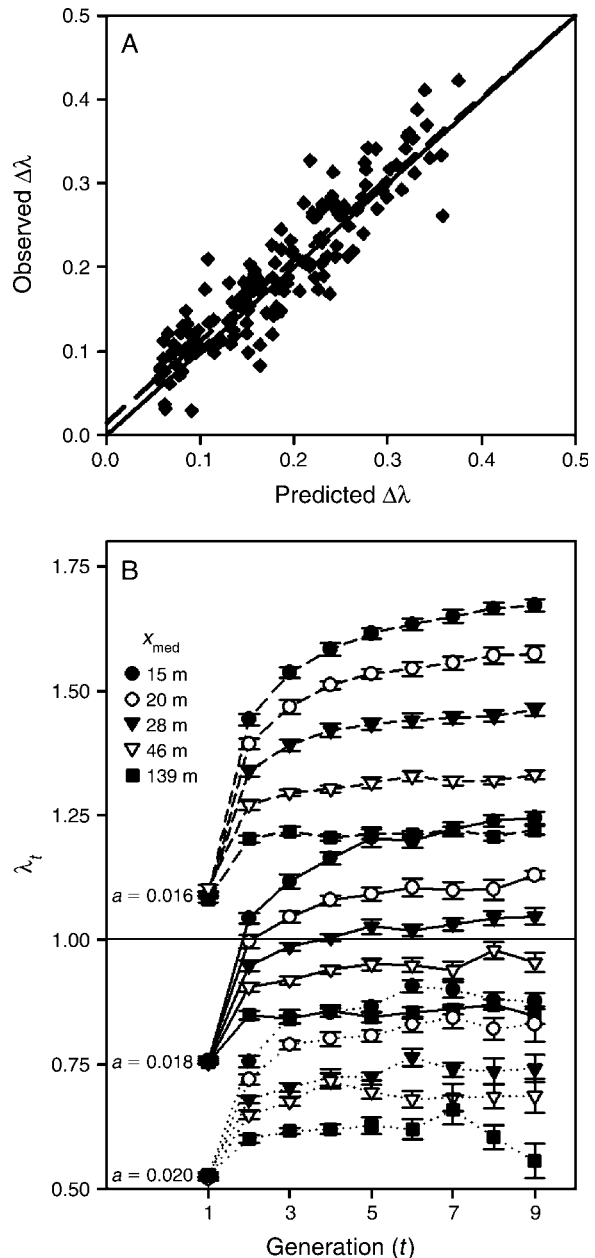 A
0.5
0.4
0.3
0.2
0.1
0.0
Observed Δλ
0.0 0.1 0.2 0.3 0.4 0.5
Predicted Δλ
B
1.75
1.50
1.25
1.00
0.75
0.50
λt
xmed
15 m
20 m
28 m
46 m
139 m
a = 0.016
a = 0.018
a = 0.020
1 3 5 7 9
Generation (t)